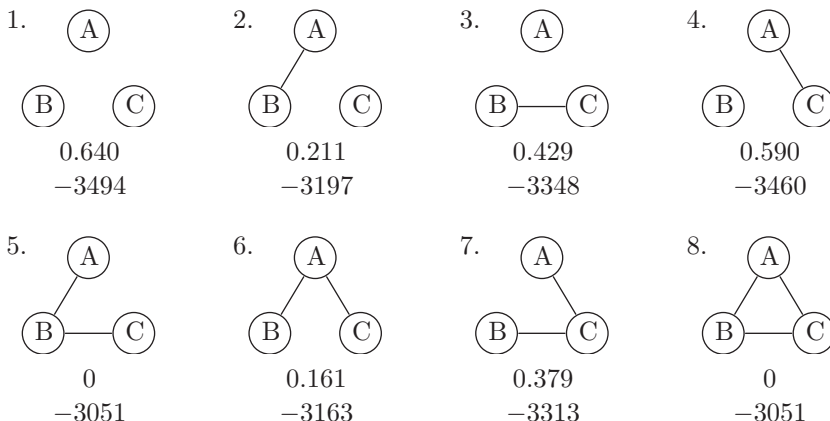 1. A 2. A 3. A 4. A
B C B C B C B C
0.640 0.211 0.429 0.590
−3494 −3197 −3348 −3460
5. A 6. A 7. A 8. A
B C B C B C B C
0 0.161 0.379 0
−3051 −3163 −3313 −3051